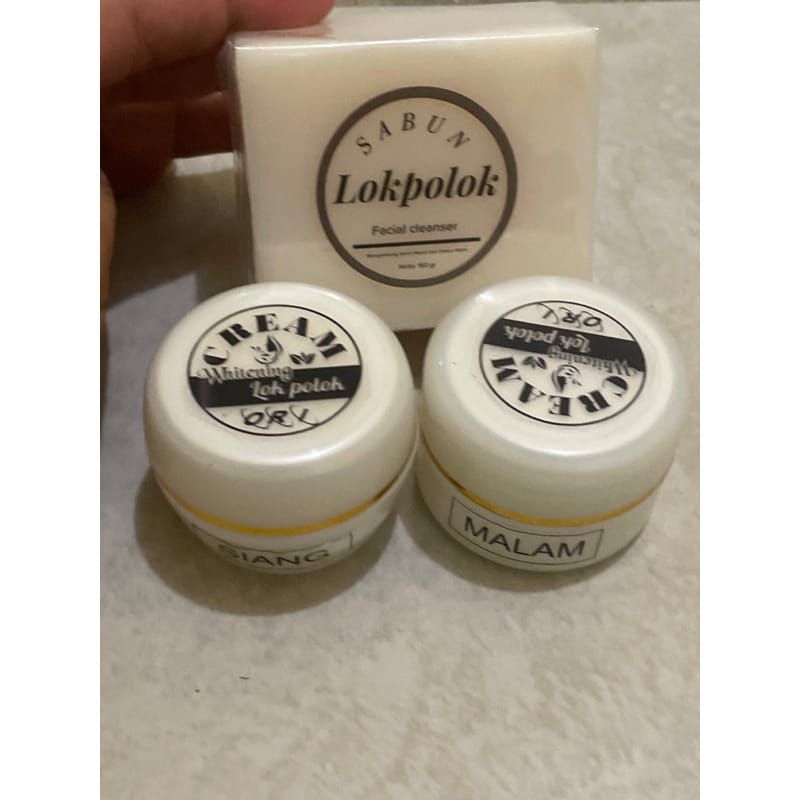 SABUN
Lokpolok
Facial cleanser
CREAM
Whitening
Lok polok
SIANG
CREAM
Whitening
Lok polok
MALAM